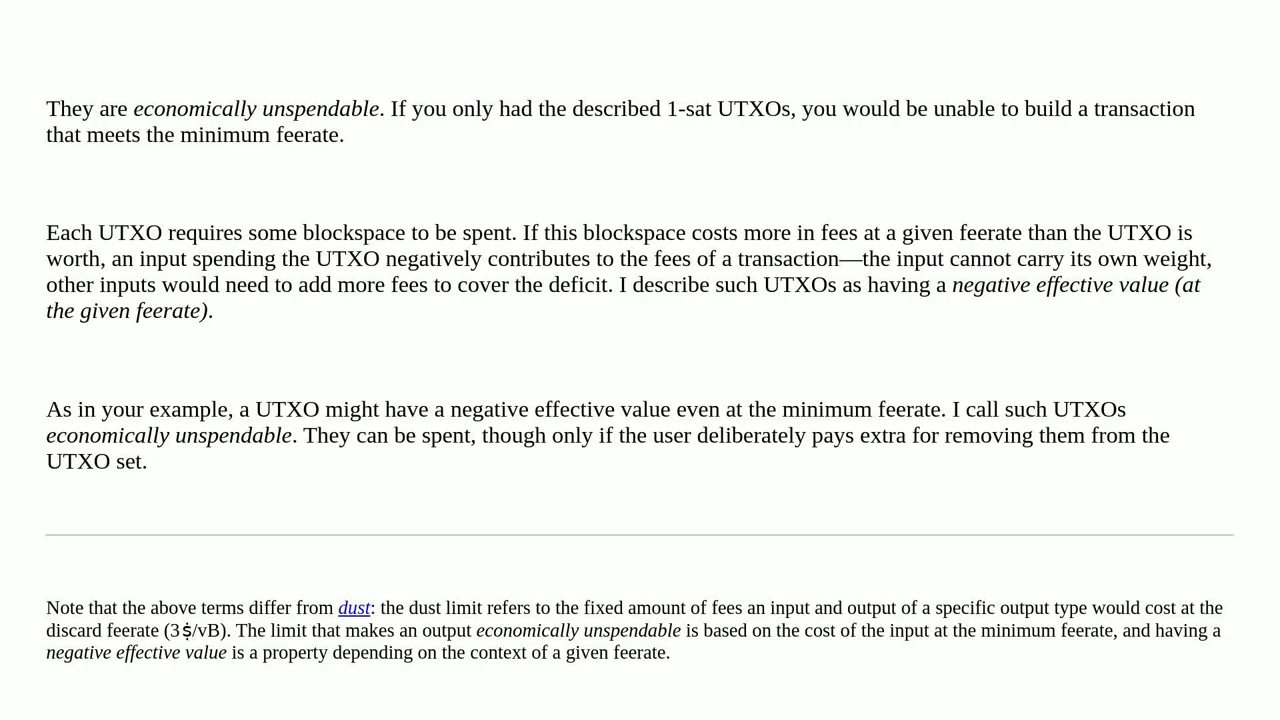 They are economically unspendable. If you only had the described 1-sat UTXOs, you would be unable to build a transaction
that meets the minimum feerate.
Each UTXO requires some blockspace to be spent. If this blockspace costs more in fees at a given feerate than the UTXO is
worth, an input spending the UTXO negatively contributes to the fees of a transaction—the input cannot carry its own weight,
other inputs would need to add more fees to cover the deficit. I describe such UTXOs as having a negative effective value (at
the given feerate).
As in your example, a UTXO might have a negative effective value even at the minimum feerate. I call such UTXOs
economically unspendable. They can be spent, though only if the user deliberately pays extra for removing them from the
UTXO set.
Note that the above terms differ from dust: the dust limit refers to the fixed amount of fees an input and output of a specific output type would cost at the
discard feerate (3ṩ/vB). The limit that makes an output economically unspendable is based on the cost of the input at the minimum feerate, and having a
negative effective value is a property depending on the context of a given feerate.